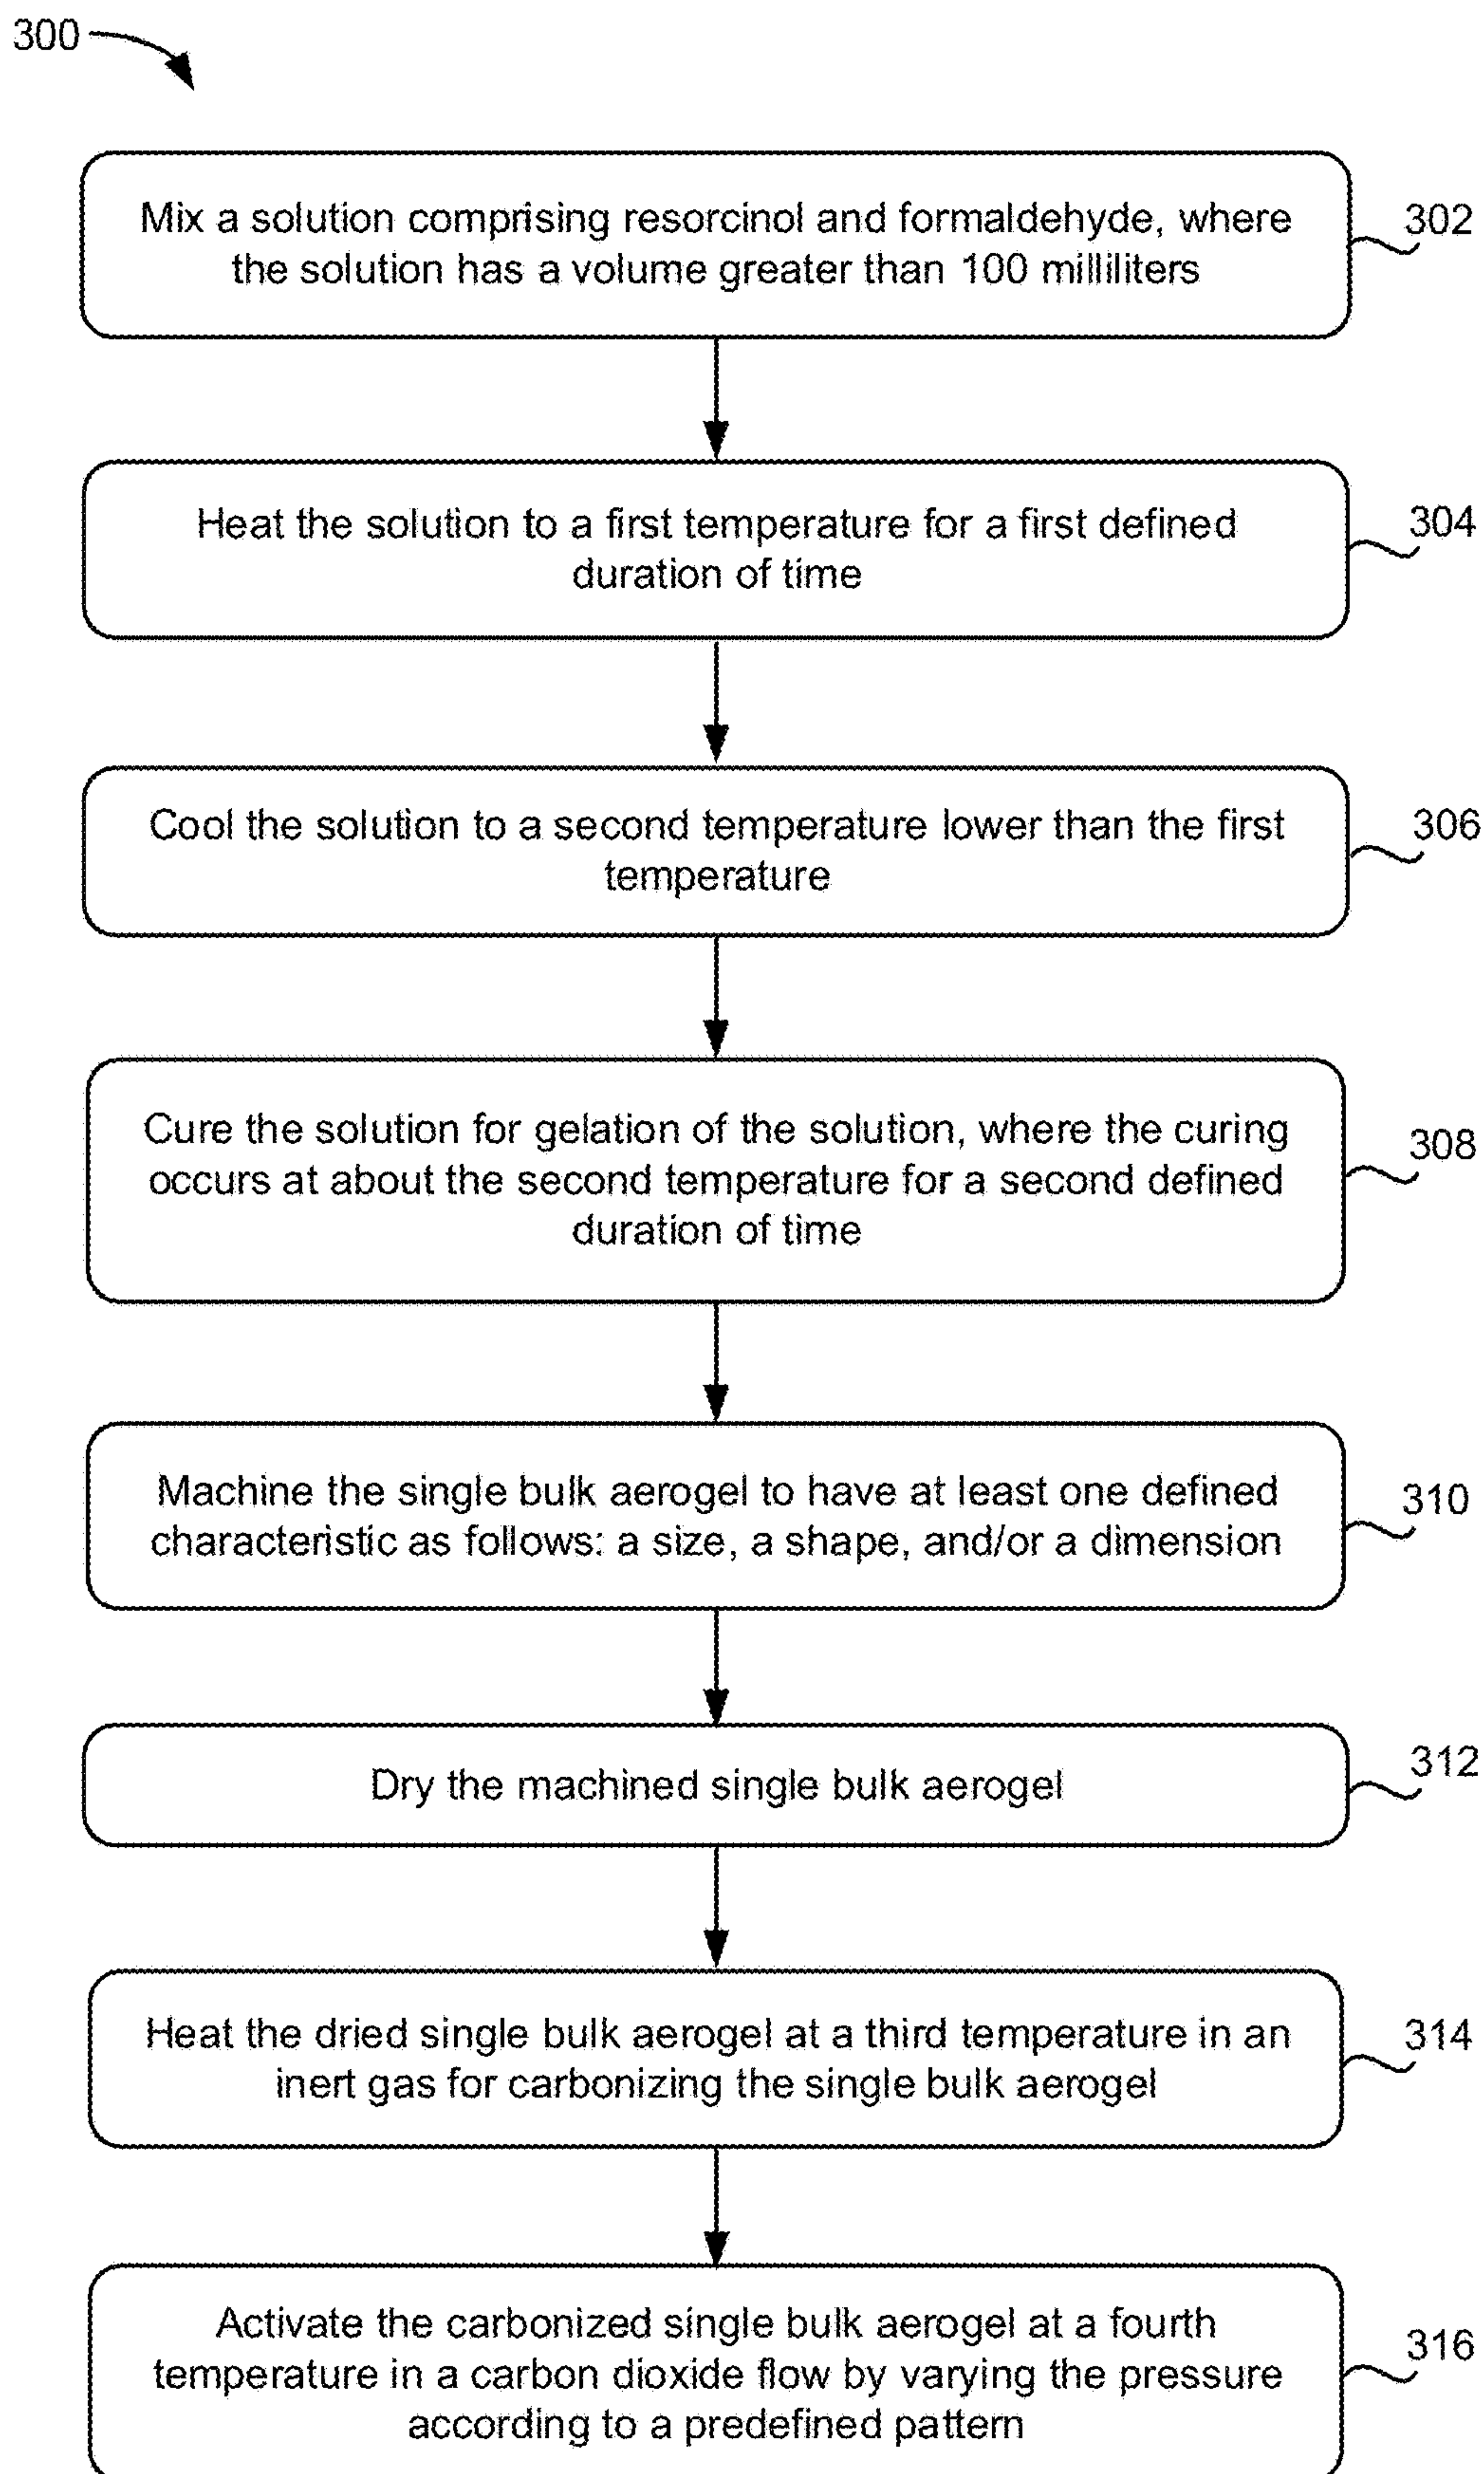 300
Mix a solution comprising resorcinol and formaldehyde, where
the solution has a volume greater than 100 milliliters
302
Heat the solution to a first temperature for a first defined
duration of time
304
Cool the solution to a second temperature lower than the first
temperature
306
Cure the solution for gelation of the solution, where the curing
occurs at about the second temperature for a second defined
duration of time
308
Machine the single bulk aerogel to have at least one defined
characteristic as follows: a size, a shape, and/or a dimension
310
Dry the machined single bulk aerogel
312
Heat the dried single bulk aerogel at a third temperature in an
inert gas for carbonizing the single bulk aerogel
314
Activate the carbonized single bulk aerogel at a fourth
temperature in a carbon dioxide flow by varying the pressure
according to a predefined pattern
316